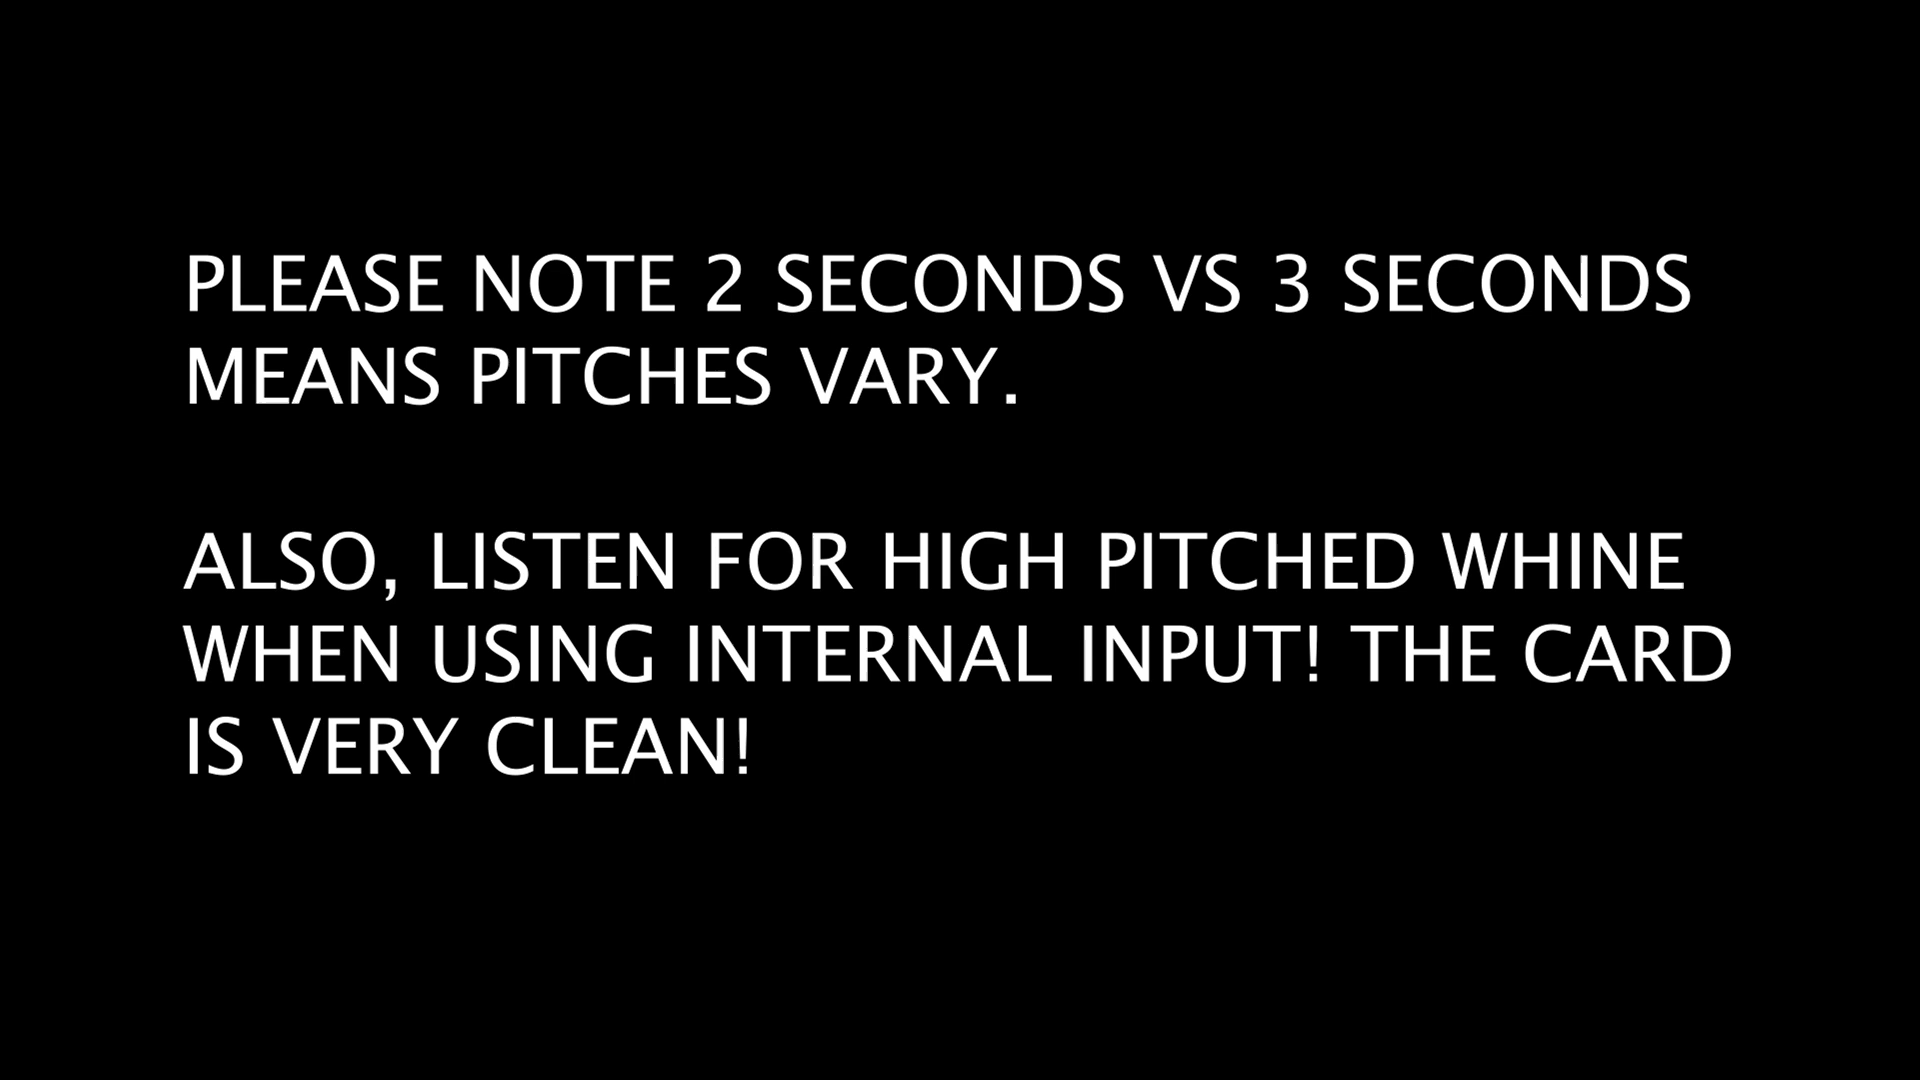 PLEASE NOTE 2 SECONDS VS 3 SECONDS
MEANS PITCHES VARY.
ALSO, LISTEN FOR HIGH PITCHED WHINE
WHEN USING INTERNAL INPUT! THE CARD
IS VERY CLEAN!